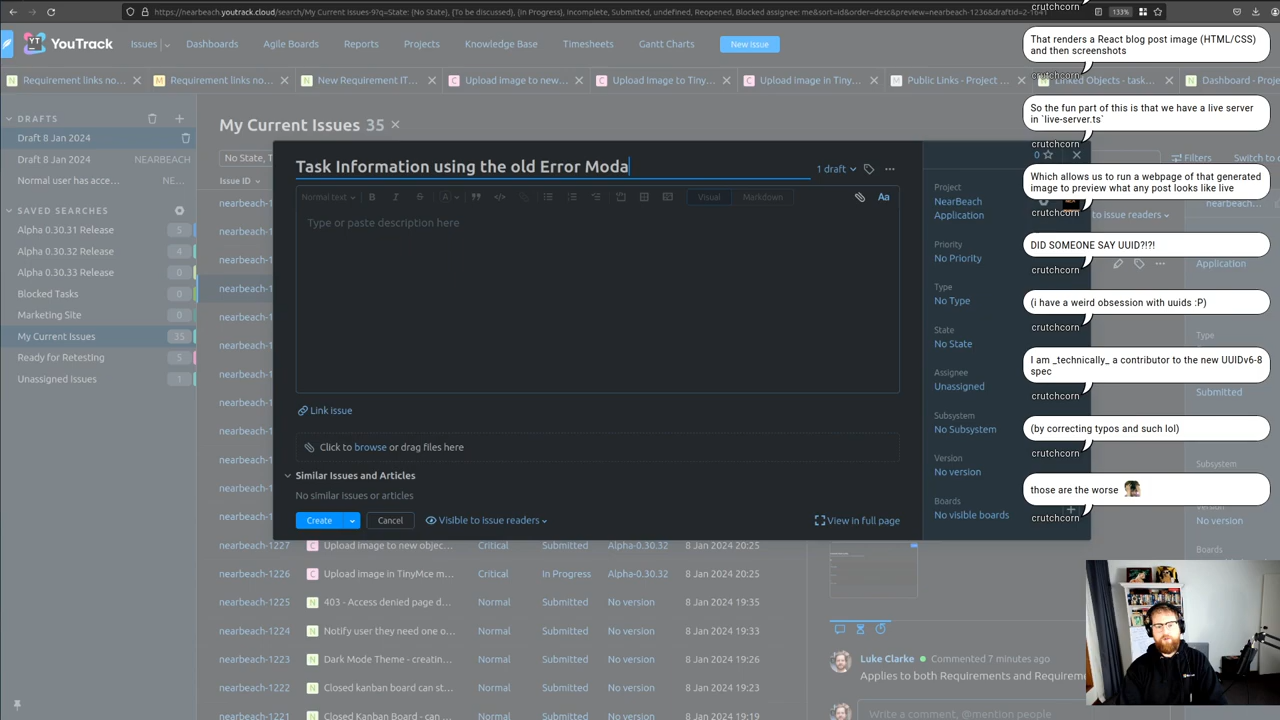 https://nearbeach.youtrack.cloud/search/My Current Issues-9?q=State: {No State}, {To be discussed}, {In Progress}, Incomplete, Submitted, undefined, Reopened, Blocked assignee: me&sort=id&order=desc&preview=nearbeach-1236&draftId=2-1641
133%
YouTrack
Issues
Dashboards
Agile Boards
Reports
Projects
Knowledge Base
Timesheets
Gantt Charts
New Issue
Requirement links no...
Requirement links no...
New Requirement IT...
Upload image to new...
Upload Image to Tiny...
Upload Image in Tiny...
Public Links - Project ...
Linked Objects - task...
Dashboard - Pro
DRAFTS
Draft 8 Jan 2024
Draft 8 Jan 2024 NEARBEACH
Normal user has acce...
SAVED SEARCHES
Alpha 0.30.31 Release 5
Alpha 0.30.32 Release 4
Alpha 0.30.33 Release 0
Blocked Tasks 0
Marketing Site 0
My Current Issues 35
Ready for Retesting 5
Unassigned Issues 1
My Current Issues 35
No State, T
Filters
Switch to
Issue ID
Task Information using the old Error Moda
1 draft
0
Normal text
Visual
Markdown
Type or paste description here
Link issue
Click to browse or drag files here
Similar Issues and Articles
No similar issues or articles
Create
Cancel
Visible to issue readers
View in full page
Project
NearBeach
Application
Priority
No Priority
Type
No Type
State
No State
Assignee
Unassigned
Subsystem
No Subsystem
Version
No version
Boards
No visible boards
to issue readers
nearbeach...
Application
Type
Submitted
Subsystem
No version
Boards
nearbeach-1227 Upload image to new objec... Critical Submitted Alpha-0.30.32 8 Jan 2024 20:25
nearbeach-1226 Upload Image in TinyMce m... Critical In Progress Alpha-0.30.32 8 Jan 2024 20:25
nearbeach-1225 403 - Access denied page d... Normal Submitted No version 8 Jan 2024 19:35
nearbeach-1224 Notify user they need one o... Normal Submitted No version 8 Jan 2024 19:33
nearbeach-1223 Dark Mode Theme - creatin... Normal Submitted No version 8 Jan 2024 19:26
nearbeach-1222 Closed kanban board can st... Normal Submitted No version 8 Jan 2024
nearbeach-1221 Closed Kanban Board - can ... Normal Submitted No version 8 Jan 2024
Luke Clarke Commented 7 minutes ago
Applies to both Requirements and Requireme
Write a comment, @mention people
crutchcorn
That renders a React blog post image (HTML/CSS)
and then screenshots
crutchcorn
So the fun part of this is that we have a live server
in `live-server.ts`
crutchcorn
Which allows us to run a webpage of that generated
image to preview what any post looks like live
crutchcorn
DID SOMEONE SAY UUID?!?!
crutchcorn
(i have a weird obsession with uuids :P)
crutchcorn
I am _technically_ a contributor to the new UUIDv6-8
spec
crutchcorn
(by correcting typos and such lol)
crutchcorn
those are the worse
crutchcorn